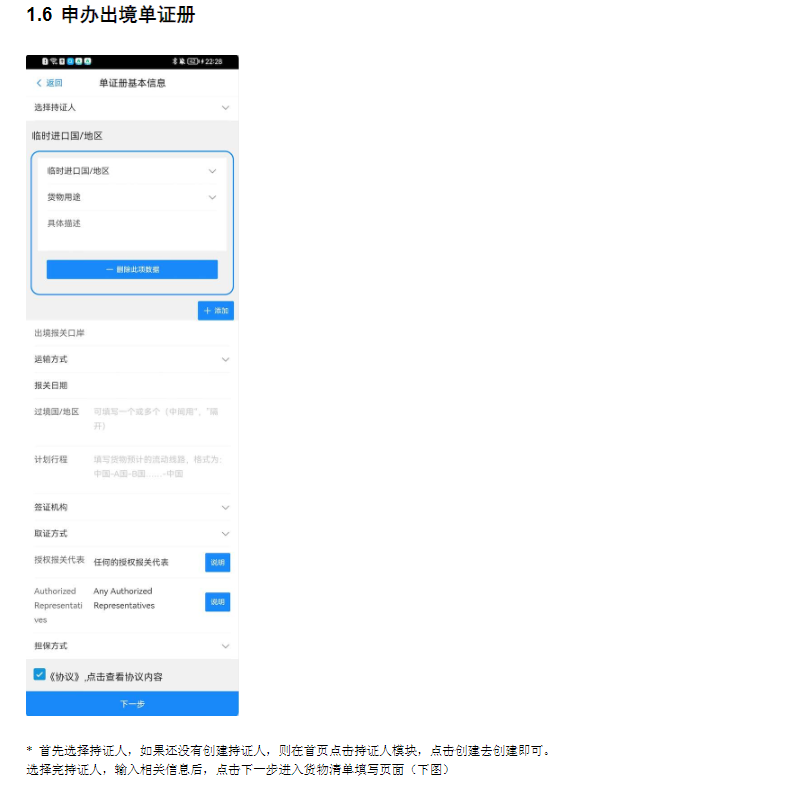 1.6 申办出境单证册
22:28
返回
单证册基本信息
选择持证人
临时进口国/地区
临时进口国/地区
货物用途
具体描述
一 删除此项数据
＋ 添加
出境报关口岸
运输方式
报关日期
过境国/地区 可填写一个或多个（中间用"，"隔
开）
计划行程 填写货物预计的流动线路，格式为：
中国-A国-B国……-中国
签证机构
取证方式
授权报关代表 任何的授权报关代表 说明
Authorized Any Authorized
Representati Representatives 说明
ves
担保方式
《协议》,点击查看协议内容
下一步
* 首先选择持证人，如果还没有创建持证人，则在首页点击持证人模块，点击创建去创建即可。
选择完持证人，输入相关信息后，点击下一步进入货物清单填写页面（下图）